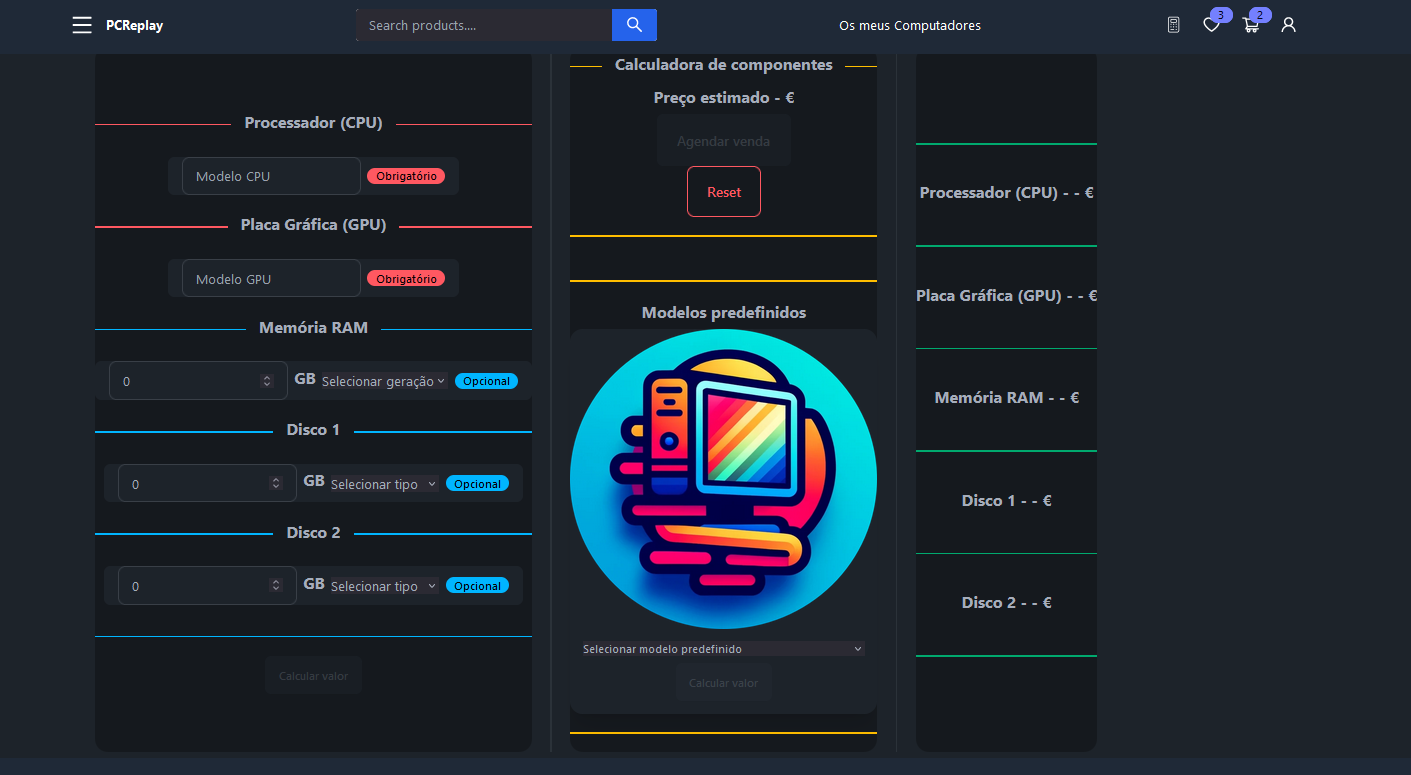 PCReplay
Search products....
Os meus Computadores
3
2
Processador (CPU)
Modelo CPU
Obrigatório
Placa Gráfica (GPU)
Modelo GPU
Obrigatório
Memória RAM
0
GB
Selecionar geração
Opcional
Disco 1
0
GB
Selecionar tipo
Opcional
Disco 2
0
GB
Selecionar tipo
Opcional
Calcular valor
Calculadora de componentes
Preço estimado - €
Agendar venda
Reset
Modelos predefinidos
Selecionar modelo predefinido
Calcular valor
Processador (CPU) - - €
Placa Gráfica (GPU) - - €
Memória RAM - - €
Disco 1 - - €
Disco 2 - - €